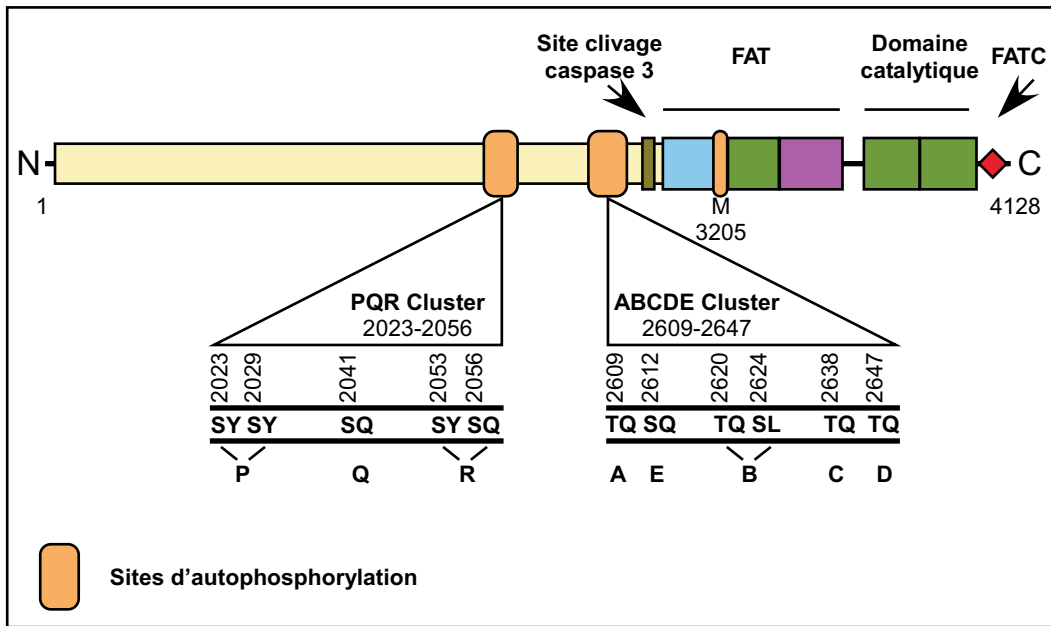 Site clivage
caspase 3
FAT
Domaine
catalytique
FATC
N
C
1
M
3205
4128
PQR Cluster
2023-2056
ABCDE Cluster
2609-2647
2023 2029 2041 2053 2056
2609 2612 2620 2624 2638 2647
SY SY SQ SY SQ
TQ SQ TQ SL TQ TQ
P Q R
A E B C D
Sites d'autophosphorylation